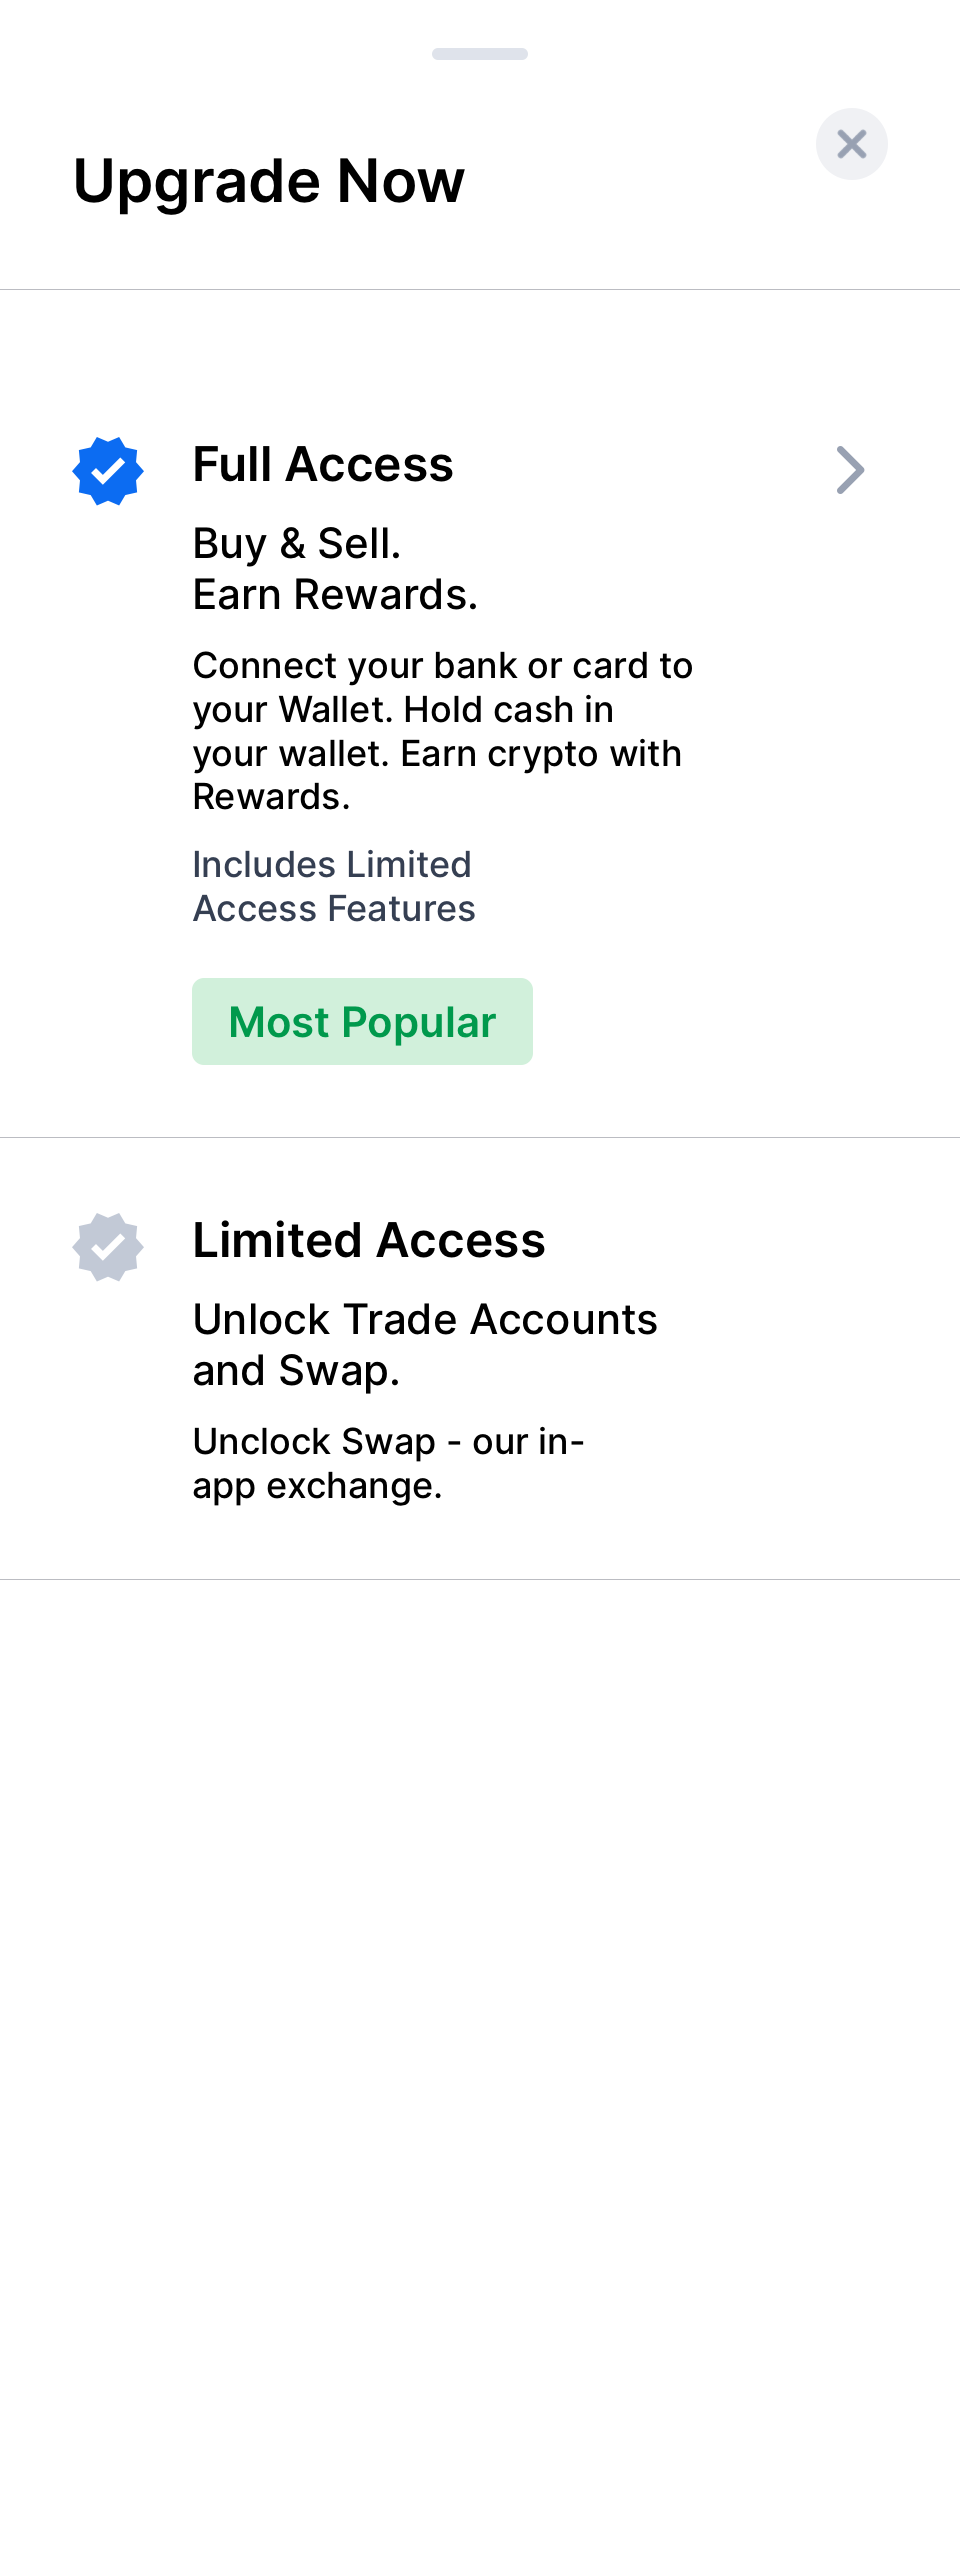 Upgrade Now
Full Access
Buy & Sell.
Earn Rewards.
Connect your bank or card to
your Wallet. Hold cash in
your wallet. Earn crypto with
Rewards.
Includes Limited
Access Features
Most Popular
Limited Access
Unlock Trade Accounts
and Swap.
Unclock Swap - our in-
app exchange.